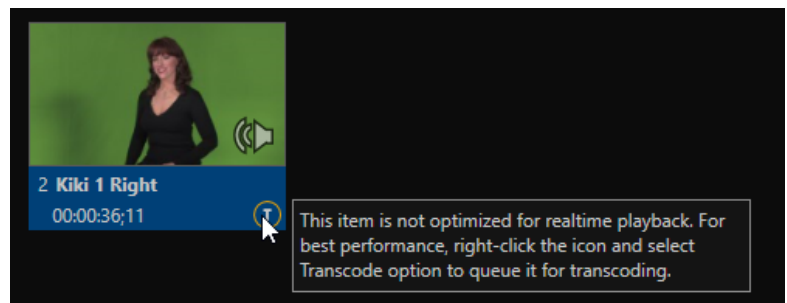 2 Kiki 1 Right
00:00:36;11
T
This item is not optimized for realtime playback. For
best performance, right-click the icon and select
Transcode option to queue it for transcoding.